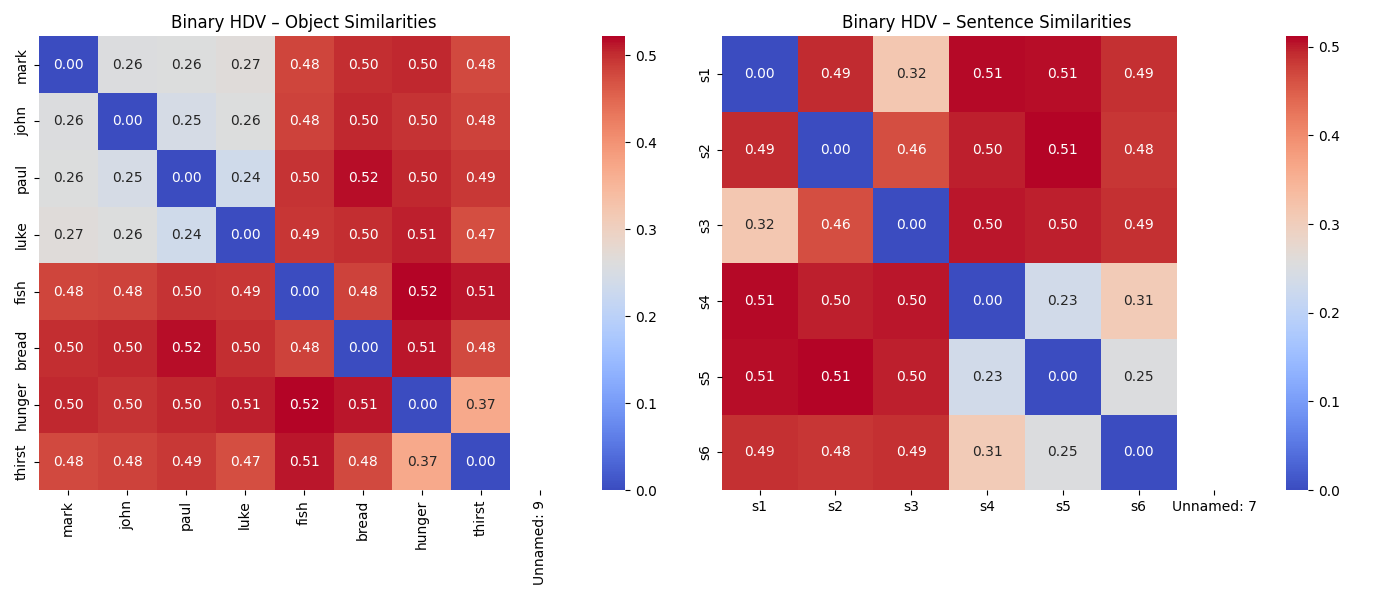 Binary HDV – Object Similarities
mark 0.00 0.26 0.26 0.27 0.48 0.50 0.50 0.48
john 0.26 0.00 0.25 0.26 0.48 0.50 0.50 0.48
paul 0.26 0.25 0.00 0.24 0.50 0.52 0.50 0.49
luke 0.27 0.26 0.24 0.00 0.49 0.50 0.51 0.47
fish 0.48 0.48 0.50 0.49 0.00 0.48 0.52 0.51
bread 0.50 0.50 0.52 0.50 0.48 0.00 0.51 0.48
hunger 0.50 0.50 0.50 0.51 0.52 0.51 0.00 0.37
thirst 0.48 0.48 0.49 0.47 0.51 0.48 0.37 0.00
mark john paul luke fish bread hunger thirst Unnamed: 9
0.5
0.4
0.3
0.2
0.1
0.0
Binary HDV – Sentence Similarities
s1 0.00 0.49 0.32 0.51 0.51 0.49
s2 0.49 0.00 0.46 0.50 0.51 0.48
s3 0.32 0.46 0.00 0.50 0.50 0.49
s4 0.51 0.50 0.50 0.00 0.23 0.31
s5 0.51 0.51 0.50 0.23 0.00 0.25
s6 0.49 0.48 0.49 0.31 0.25 0.00
s1 s2 s3 s4 s5 s6 Unnamed: 7
0.5
0.4
0.3
0.2
0.1
0.0